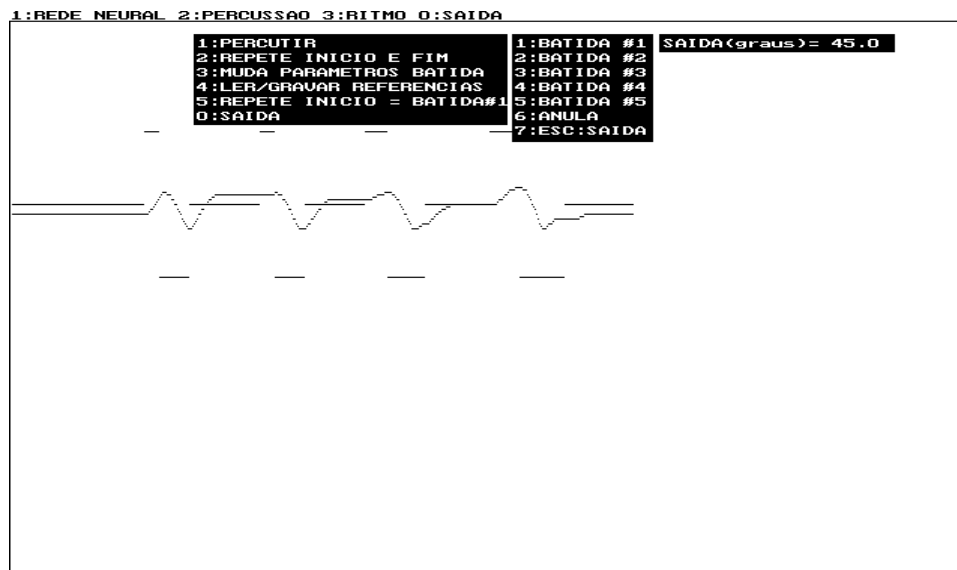 1:REDE NEURAL 2:PERCUSSAO 3:RITMO 0:SAIDA
1:PERCUTIR
2:REPETE INICIO E FIM
3:MUDA PARAMETROS BATIDA
4:LER/GRAVAR REFERENCIAS
5:REPETE INICIO = BATIDA#1
0:SAIDA
1:BATIDA #1
2:BATIDA #2
3:BATIDA #3
4:BATIDA #4
5:BATIDA #5
6:ANULA
7:ESC:SAIDA
SAIDA(graus)= 45.0